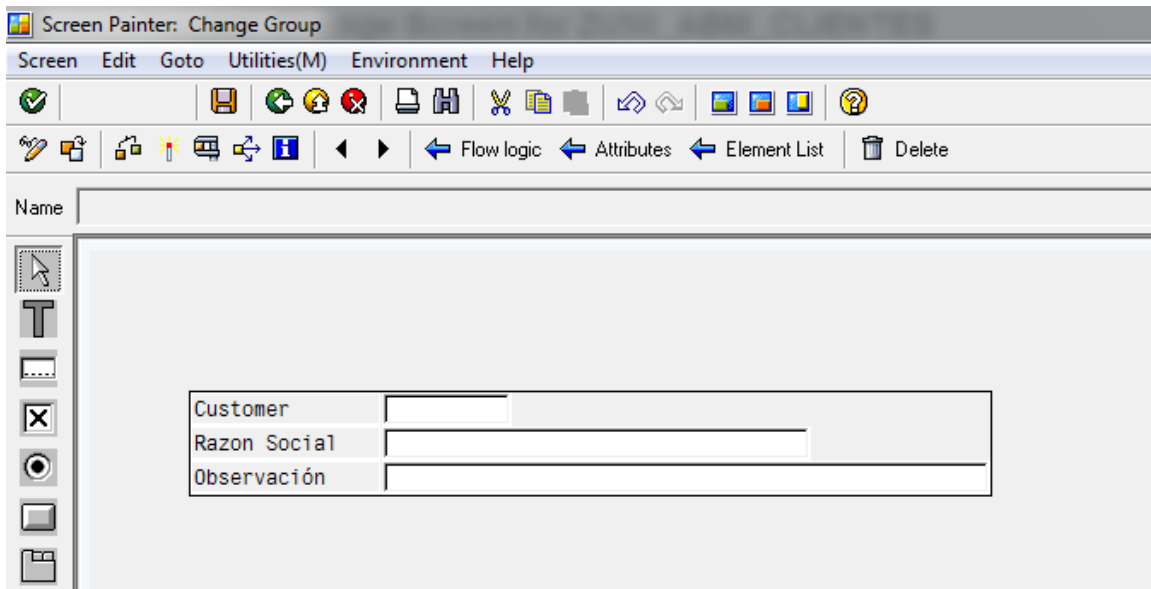 Screen Painter: Change Group
Screen Edit Goto Utilities(M) Environment Help
Flow logic Attributes Element List Delete
Name
Customer
Razon Social
Observación